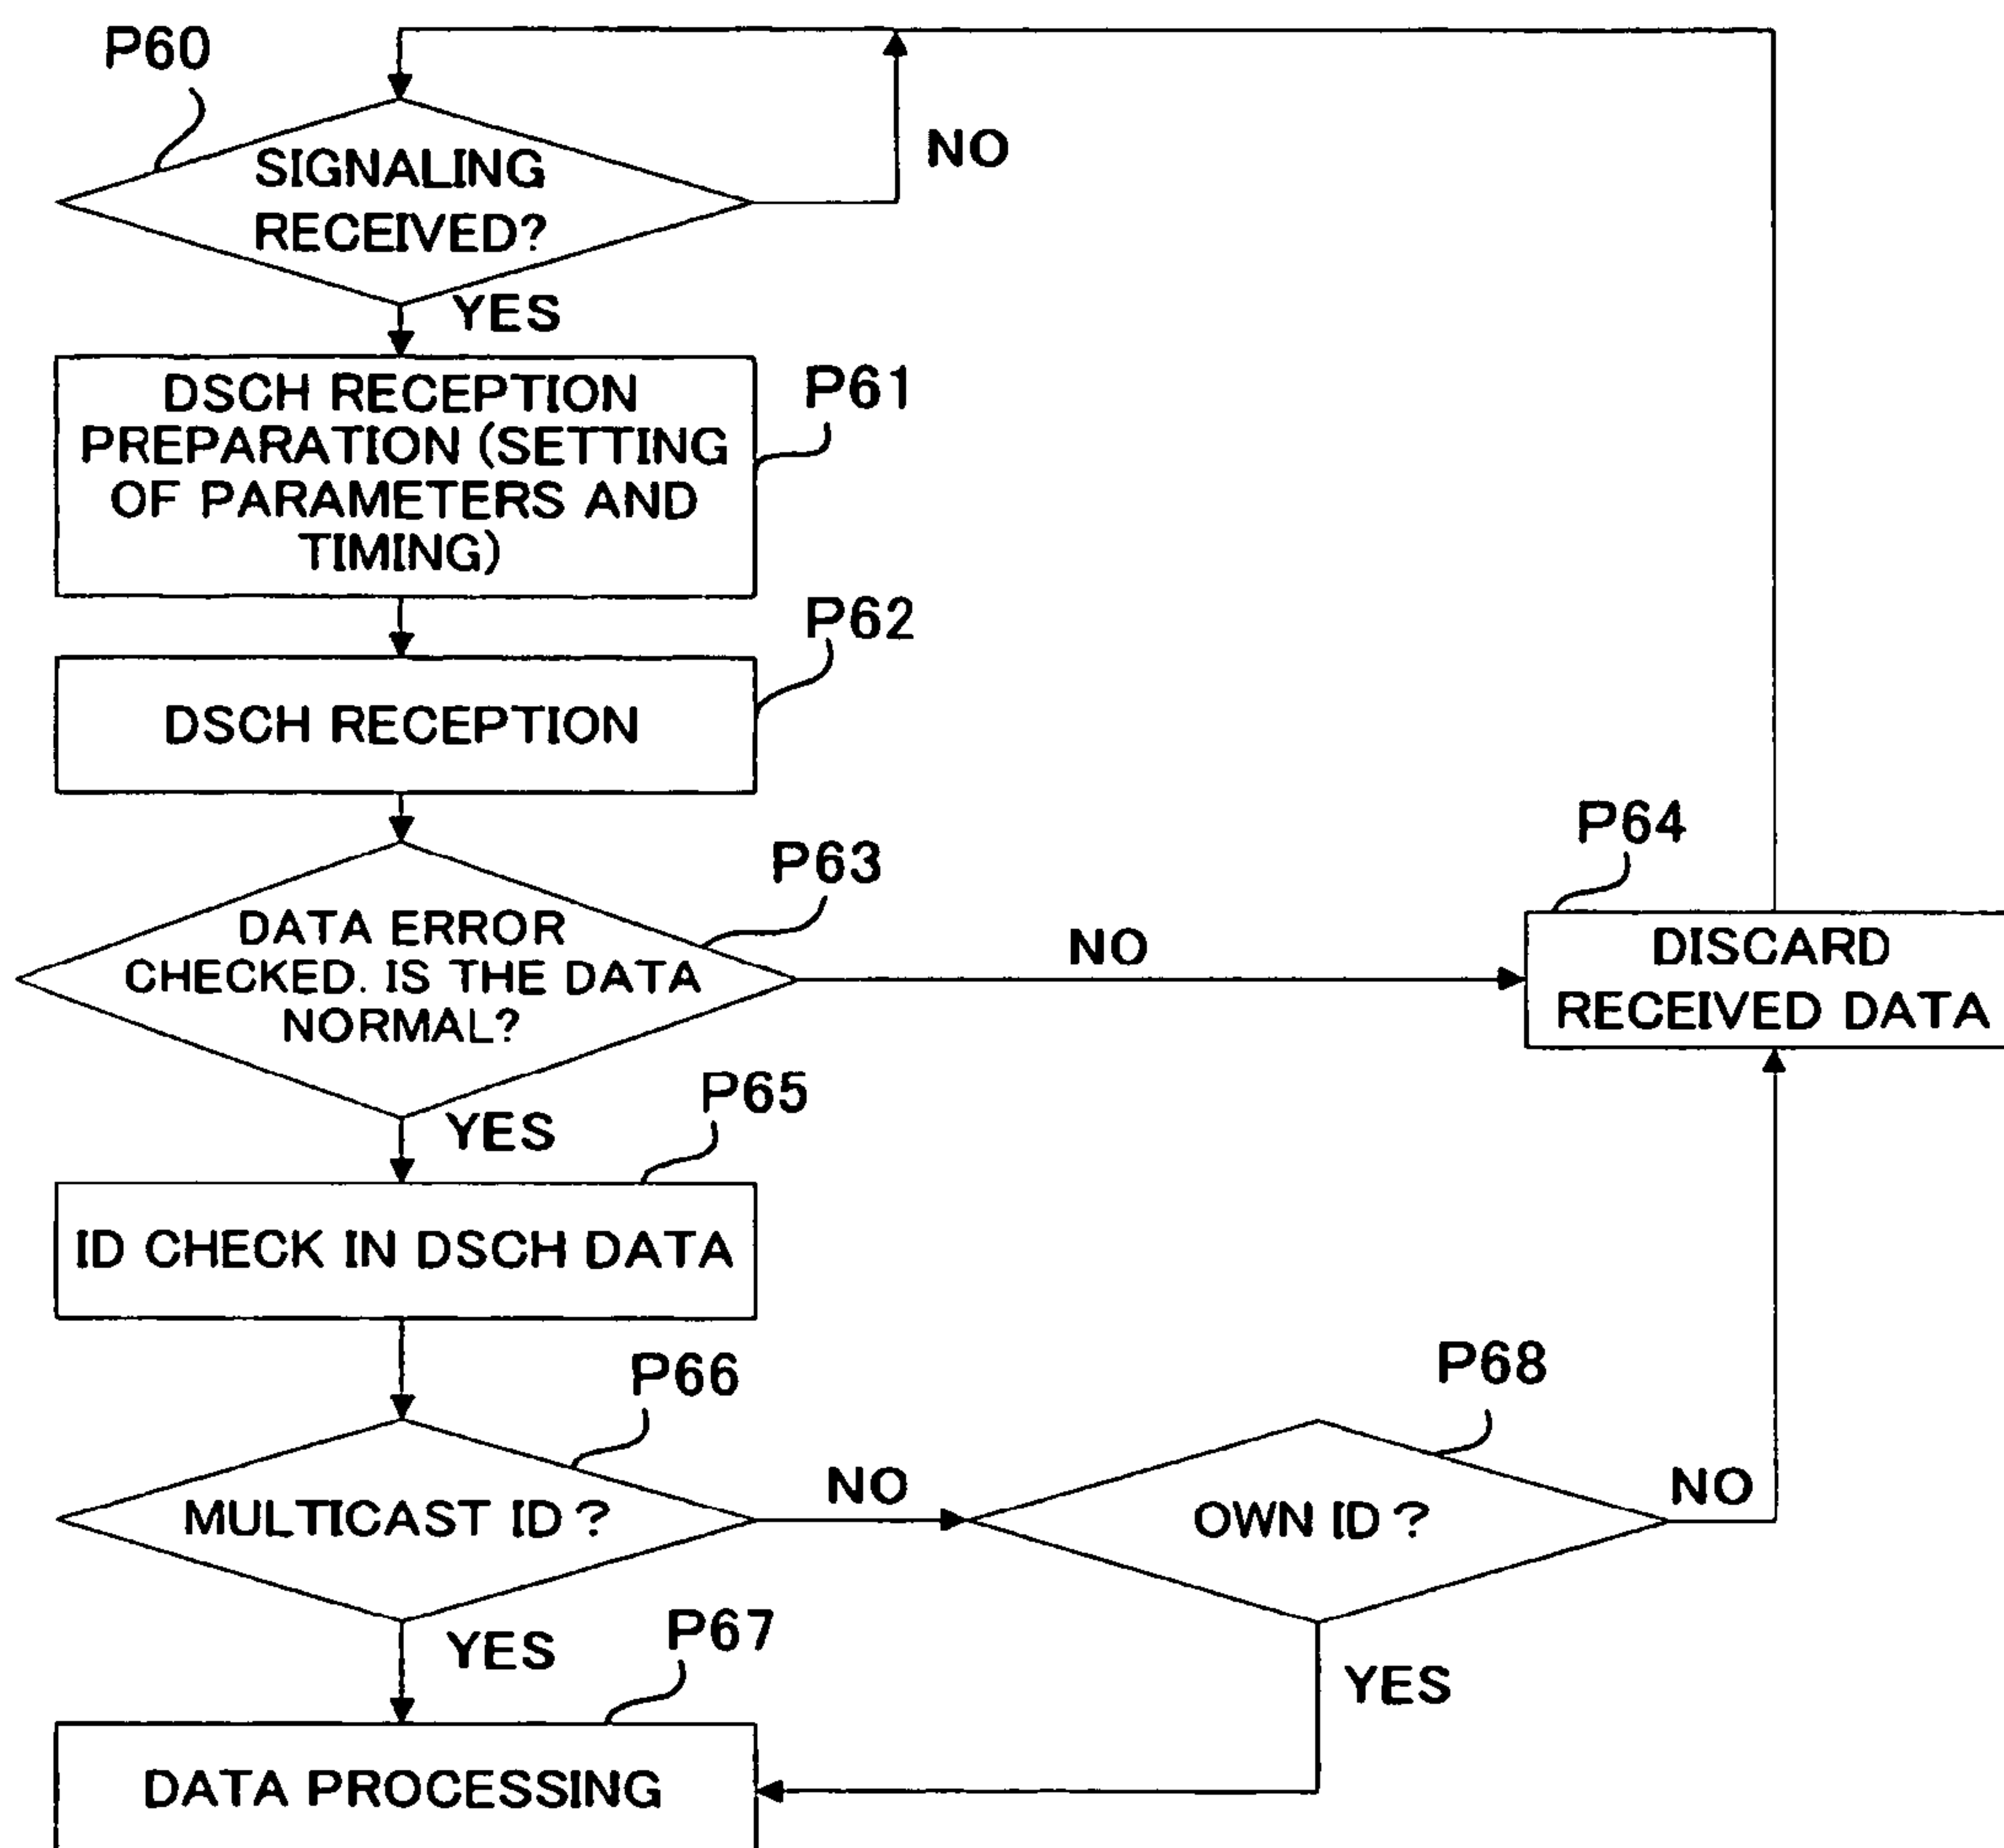 P60
SIGNALING
RECEIVED?
NO
YES
DSCH RECEPTION
PREPARATION (SETTING
OF PARAMETERS AND
TIMING)
P61
P62
DSCH RECEPTION
P63
DATA ERROR
CHECKED. IS THE DATA
NORMAL?
NO
P64
DISCARD
RECEIVED DATA
YES
P65
ID CHECK IN DSCH DATA
P66
MULTICAST ID ?
NO
P68
OWN ID ?
NO
YES
P67
YES
DATA PROCESSING